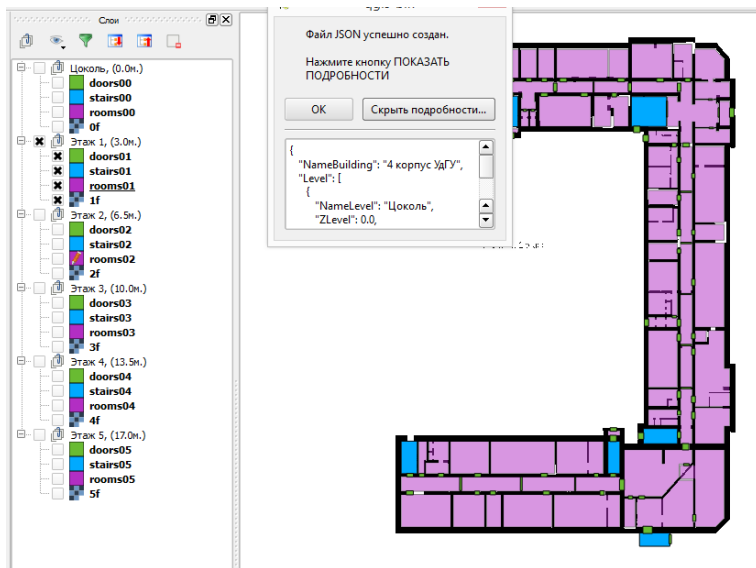 Слои
Цоколь, (0.0м.)
doors00
stairs00
rooms00
0f
Этаж 1, (3.0м.)
doors01
stairs01
rooms01
1f
Этаж 2, (6.5м.)
doors02
stairs02
rooms02
2f
Этаж 3, (10.0м.)
doors03
stairs03
rooms03
3f
Этаж 4, (13.5м.)
doors04
stairs04
rooms04
4f
Этаж 5, (17.0м.)
doors05
stairs05
rooms05
5f
Файл JSON успешно создан.
Нажмите кнопку ПОКАЗАТЬ
ПОДРОБНОСТИ
OK
Скрыть подробности...
{
"NameBuilding": "4 корпус УдГУ",
"Level": [
{
"NameLevel": "Цоколь",
"ZLevel": 0.0,